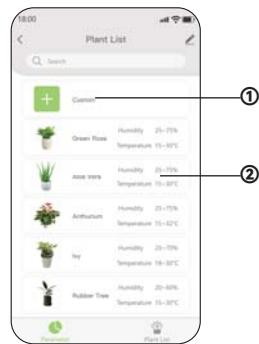 18:00
Plant List
Search
Custom
①
Green Rose
Humidity 25~75%
Temperature 15~30°C
Aloe Vera
Humidity 25~75%
Temperature 15~30°C
②
Anthurium
Humidity 25~75%
Temperature 15~32°C
Ivy
Humidity 25~70%
Temperature 18~30°C
Rubber Tree
Humidity 20~60%
Temperature 15~30°C
Parameter
Plant List